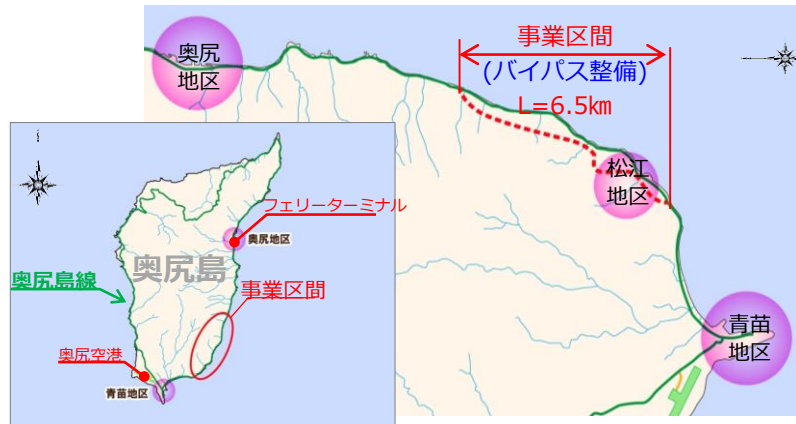 奥尻
地区
事業区間
(バイパス整備)
L=6.5km
松江
地区
青苗
地区
フェリーターミナル
奥尻地区
奥尻島
奥尻島線
事業区間
奥尻空港
青苗地区